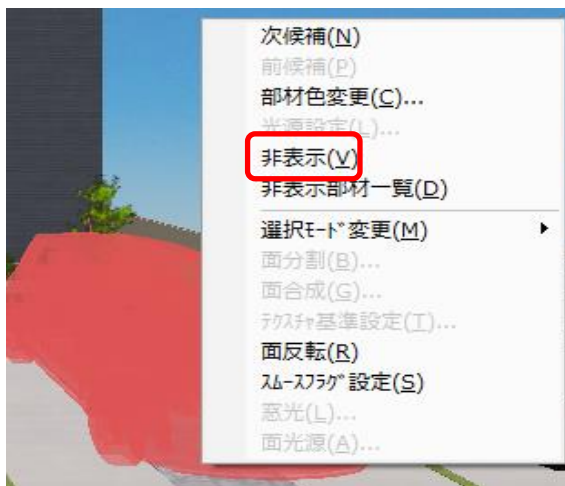 次候補(N)
前候補(P)
部材色変更(C)...
光源設定(L)...
非表示(V)
非表示部材一覧(D)
選択ﾓｰﾄﾞ変更(M)
面分割(B)...
面合成(G)...
ﾃｸｽﾁｬ基準設定(T)...
面反転(R)
ｽﾑｰｽﾌﾗｸﾞ設定(S)
窓光(L)...
面光源(A)...